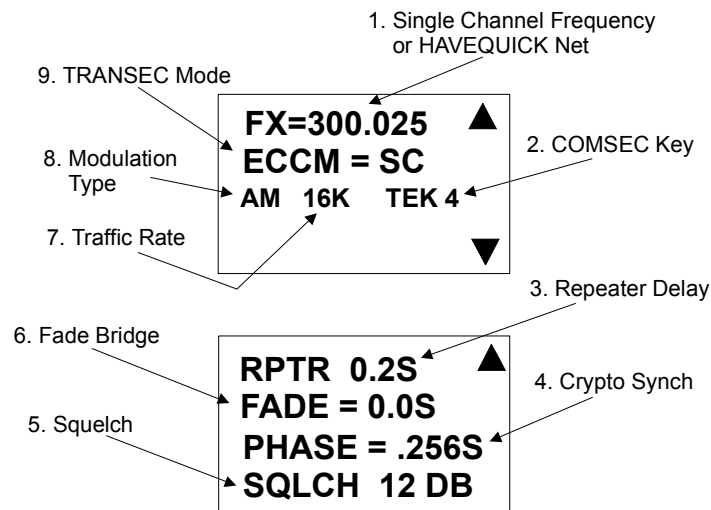 1. Single Channel Frequency
or HAVEQUICK Net
9. TRANSEC Mode
FX=300.025
ECCM = SC
2. COMSEC Key
8. Modulation
Type
AM 16K TEK 4
7. Traffic Rate
3. Repeater Delay
6. Fade Bridge
RPTR 0.2S
FADE = 0.0S
4. Crypto Synch
5. Squelch
PHASE = .256S
SQLCH 12 DB